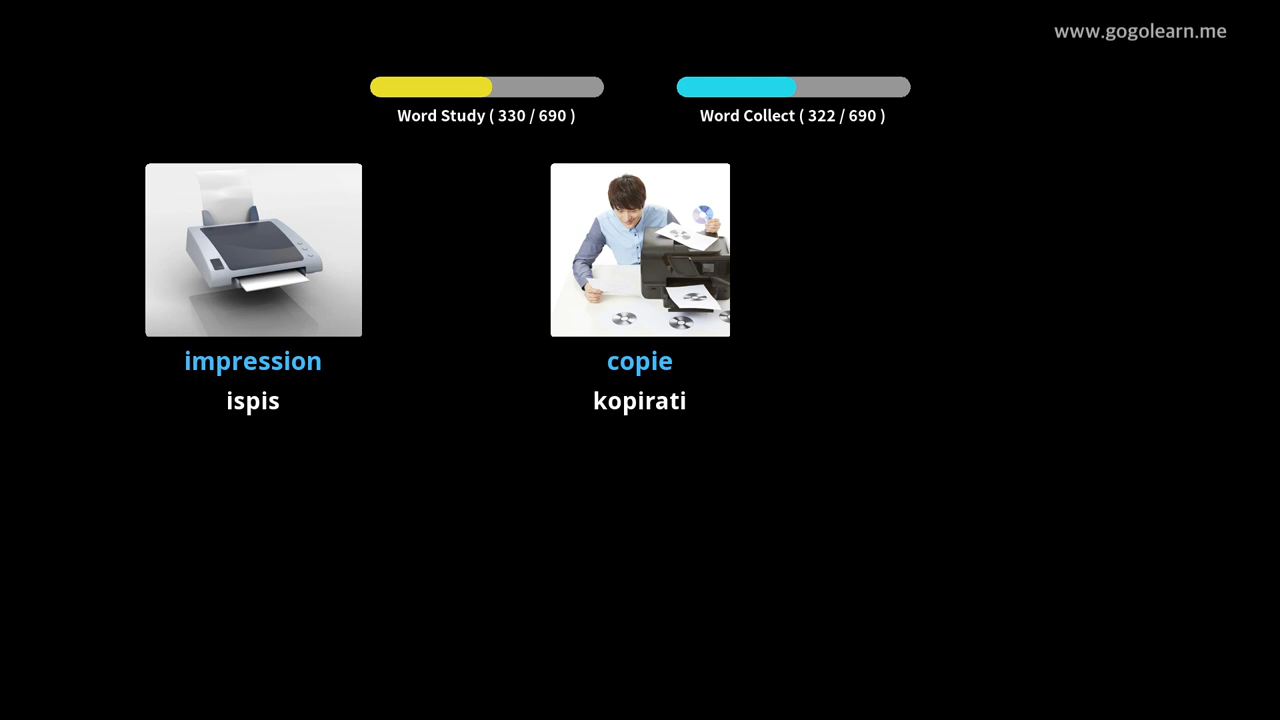 www.gogolearn.me
Word Study ( 330 / 690 )
Word Collect ( 322 / 690 )
impression
ispis
copie
kopirati